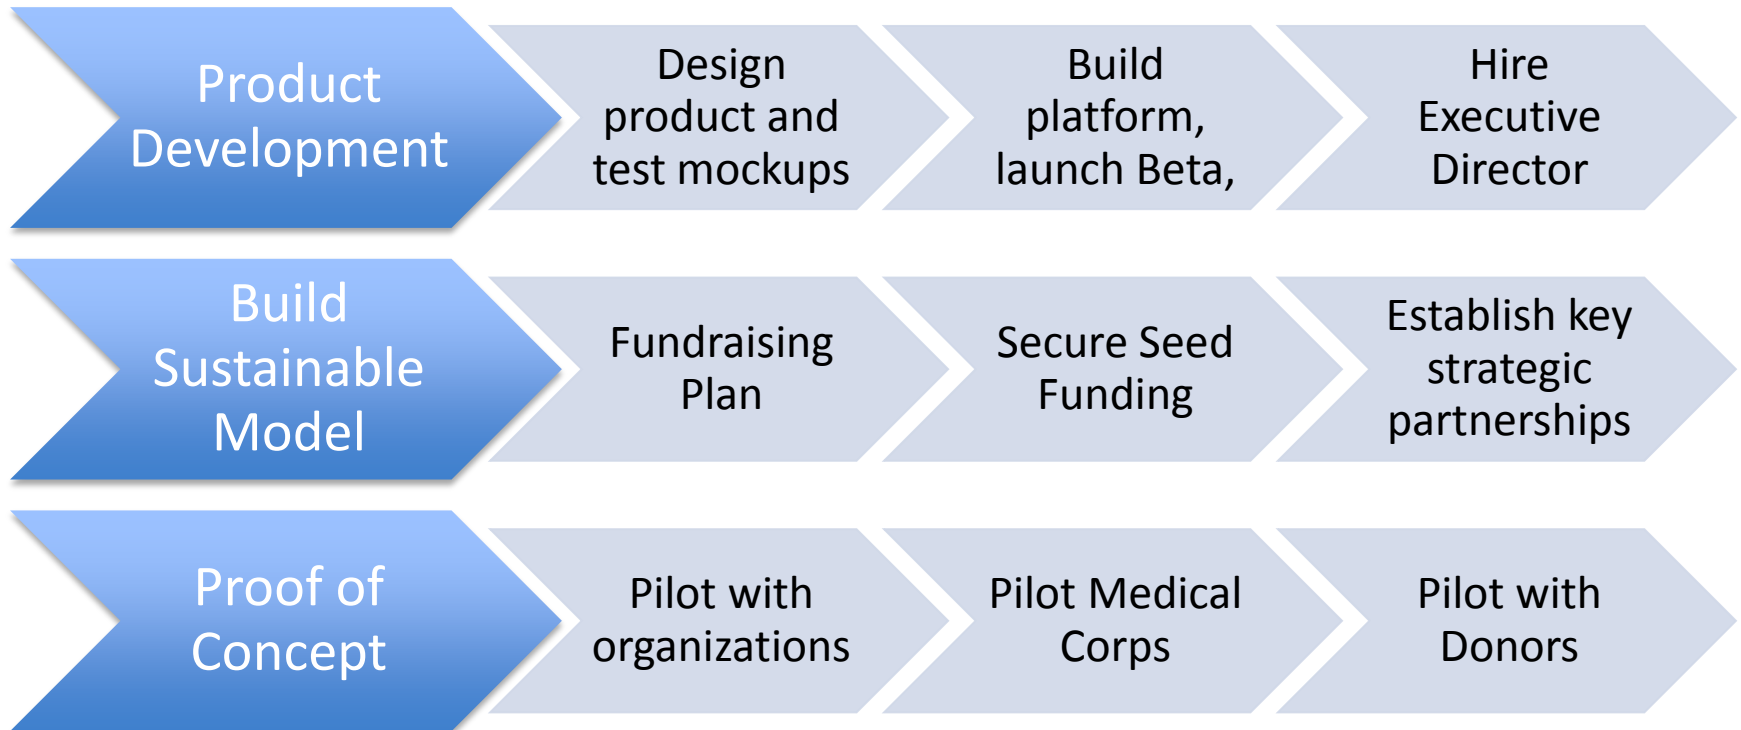 Product
Development
Design
product and
test mockups
Build
platform,
launch Beta,
Hire
Executive
Director
Build
Sustainable
Model
Fundraising
Plan
Secure Seed
Funding
Establish key
strategic
partnerships
Proof of
Concept
Pilot with
organizations
Pilot Medical
Corps
Pilot with
Donors